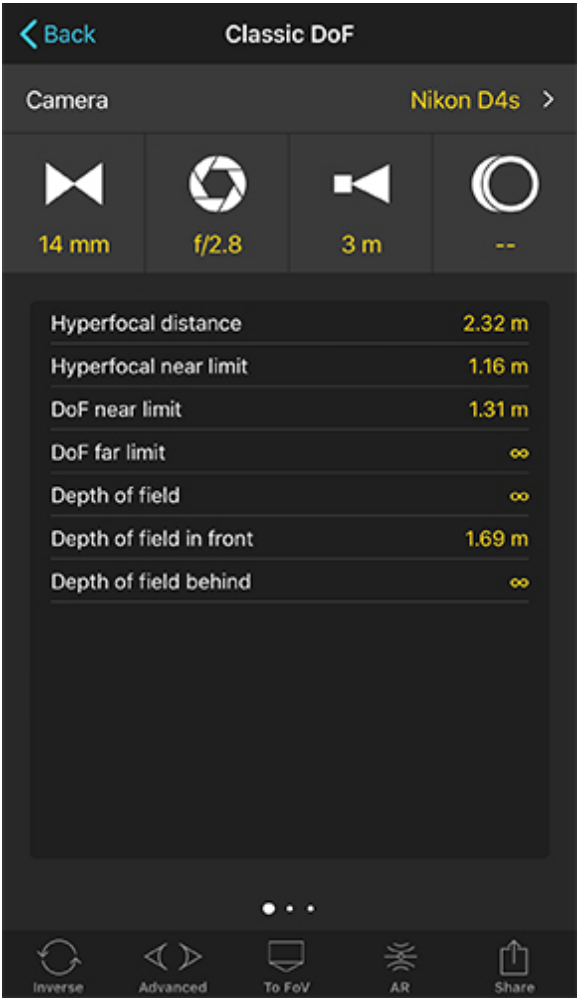 Back Classic DoF
Camera Nikon D4s
14 mm f/2.8 3 m --
Hyperfocal distance 2.32 m
Hyperfocal near limit 1.16 m
DoF near limit 1.31 m
DoF far limit ∞
Depth of field ∞
Depth of field in front 1.69 m
Depth of field behind ∞
Inverse Advanced To FoV AR Share